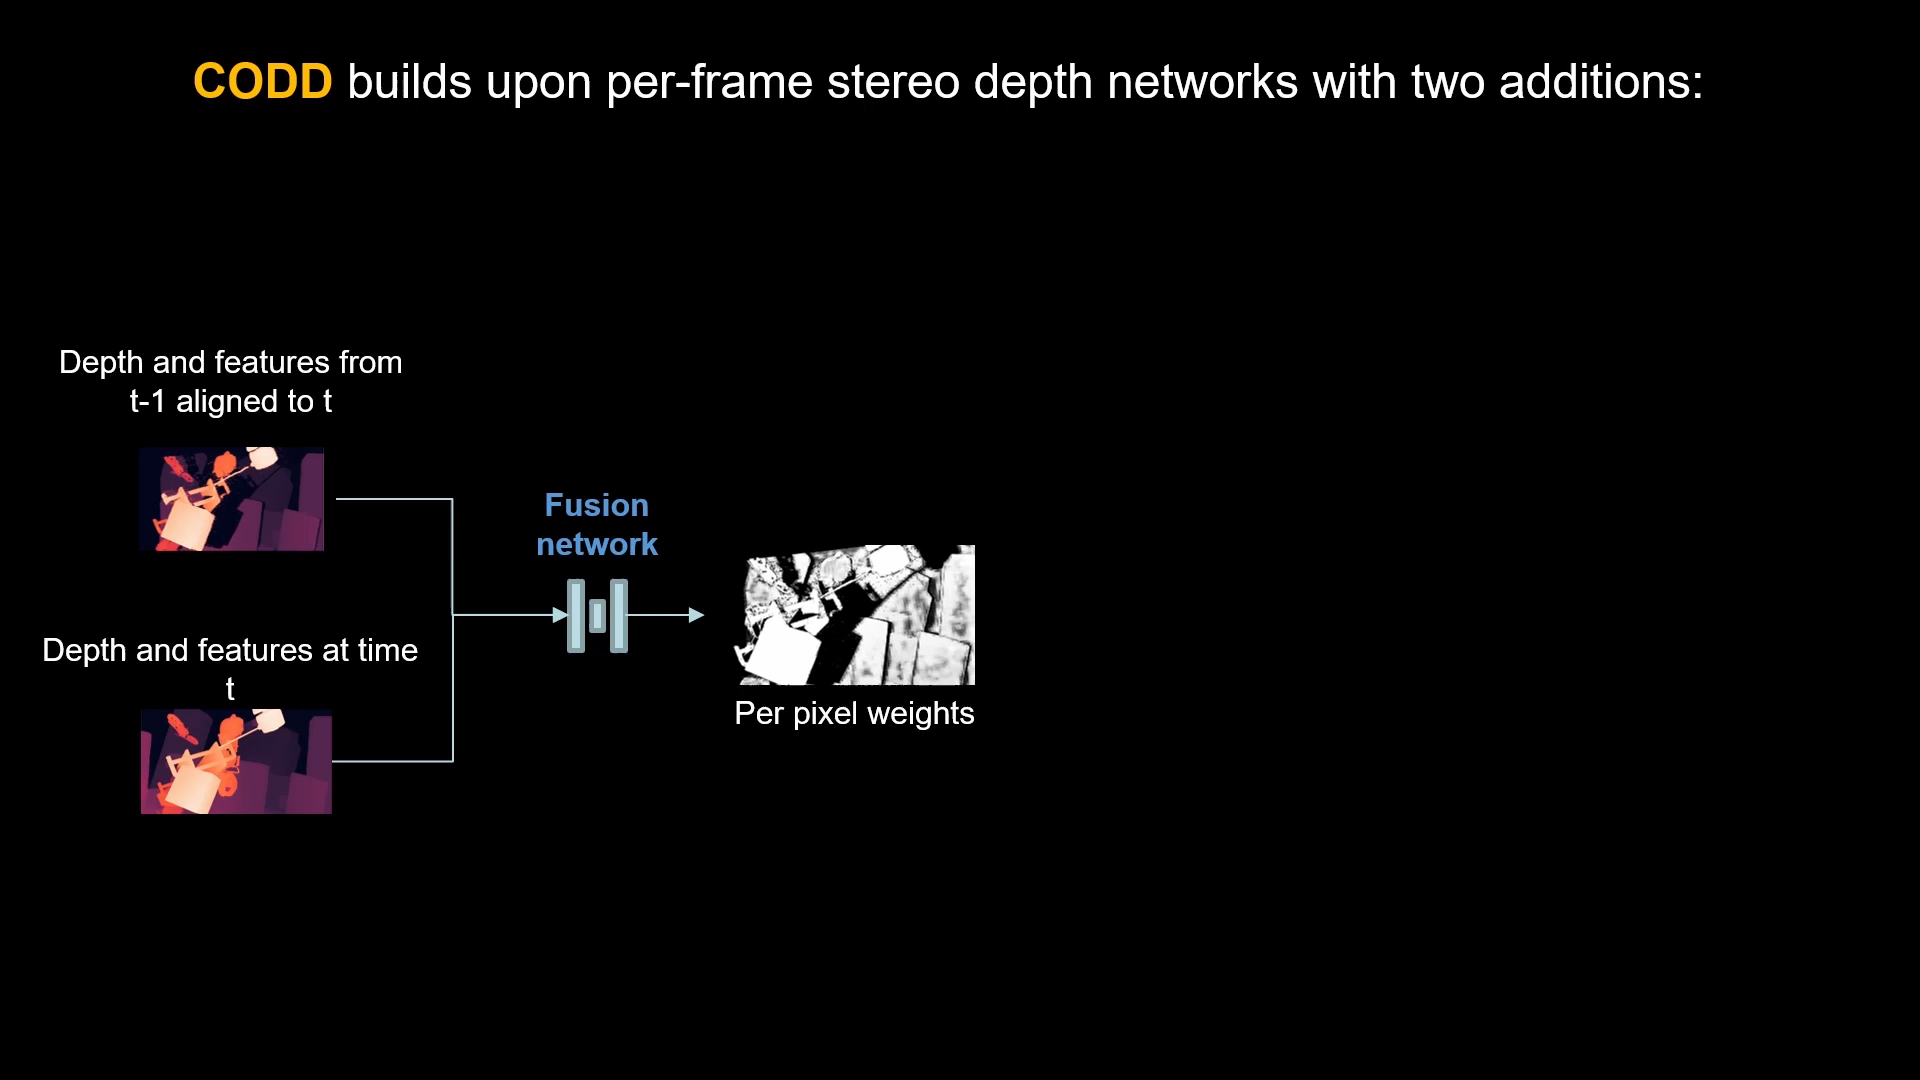 CODD builds upon per-frame stereo depth networks with two additions:
Depth and features from
t-1 aligned to t
Fusion
network
Depth and features at time
t
Per pixel weights